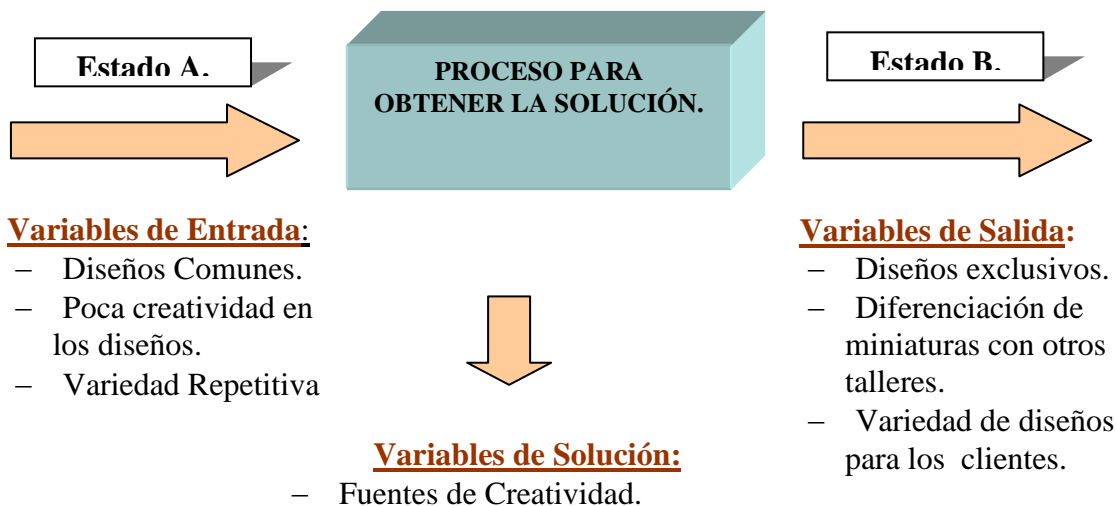 Estado A.
PROCESO PARA
OBTENER LA SOLUCIÓN.
Estado B.
Variables de Entrada:
– Diseños Comunes.
– Poca creatividad en
los diseños.
– Variedad Repetitiva
Variables de Salida:
– Diseños exclusivos.
– Diferenciación de
miniaturas con otros
talleres.
– Variedad de diseños
para los clientes.
Variables de Solución:
– Fuentes de Creatividad.